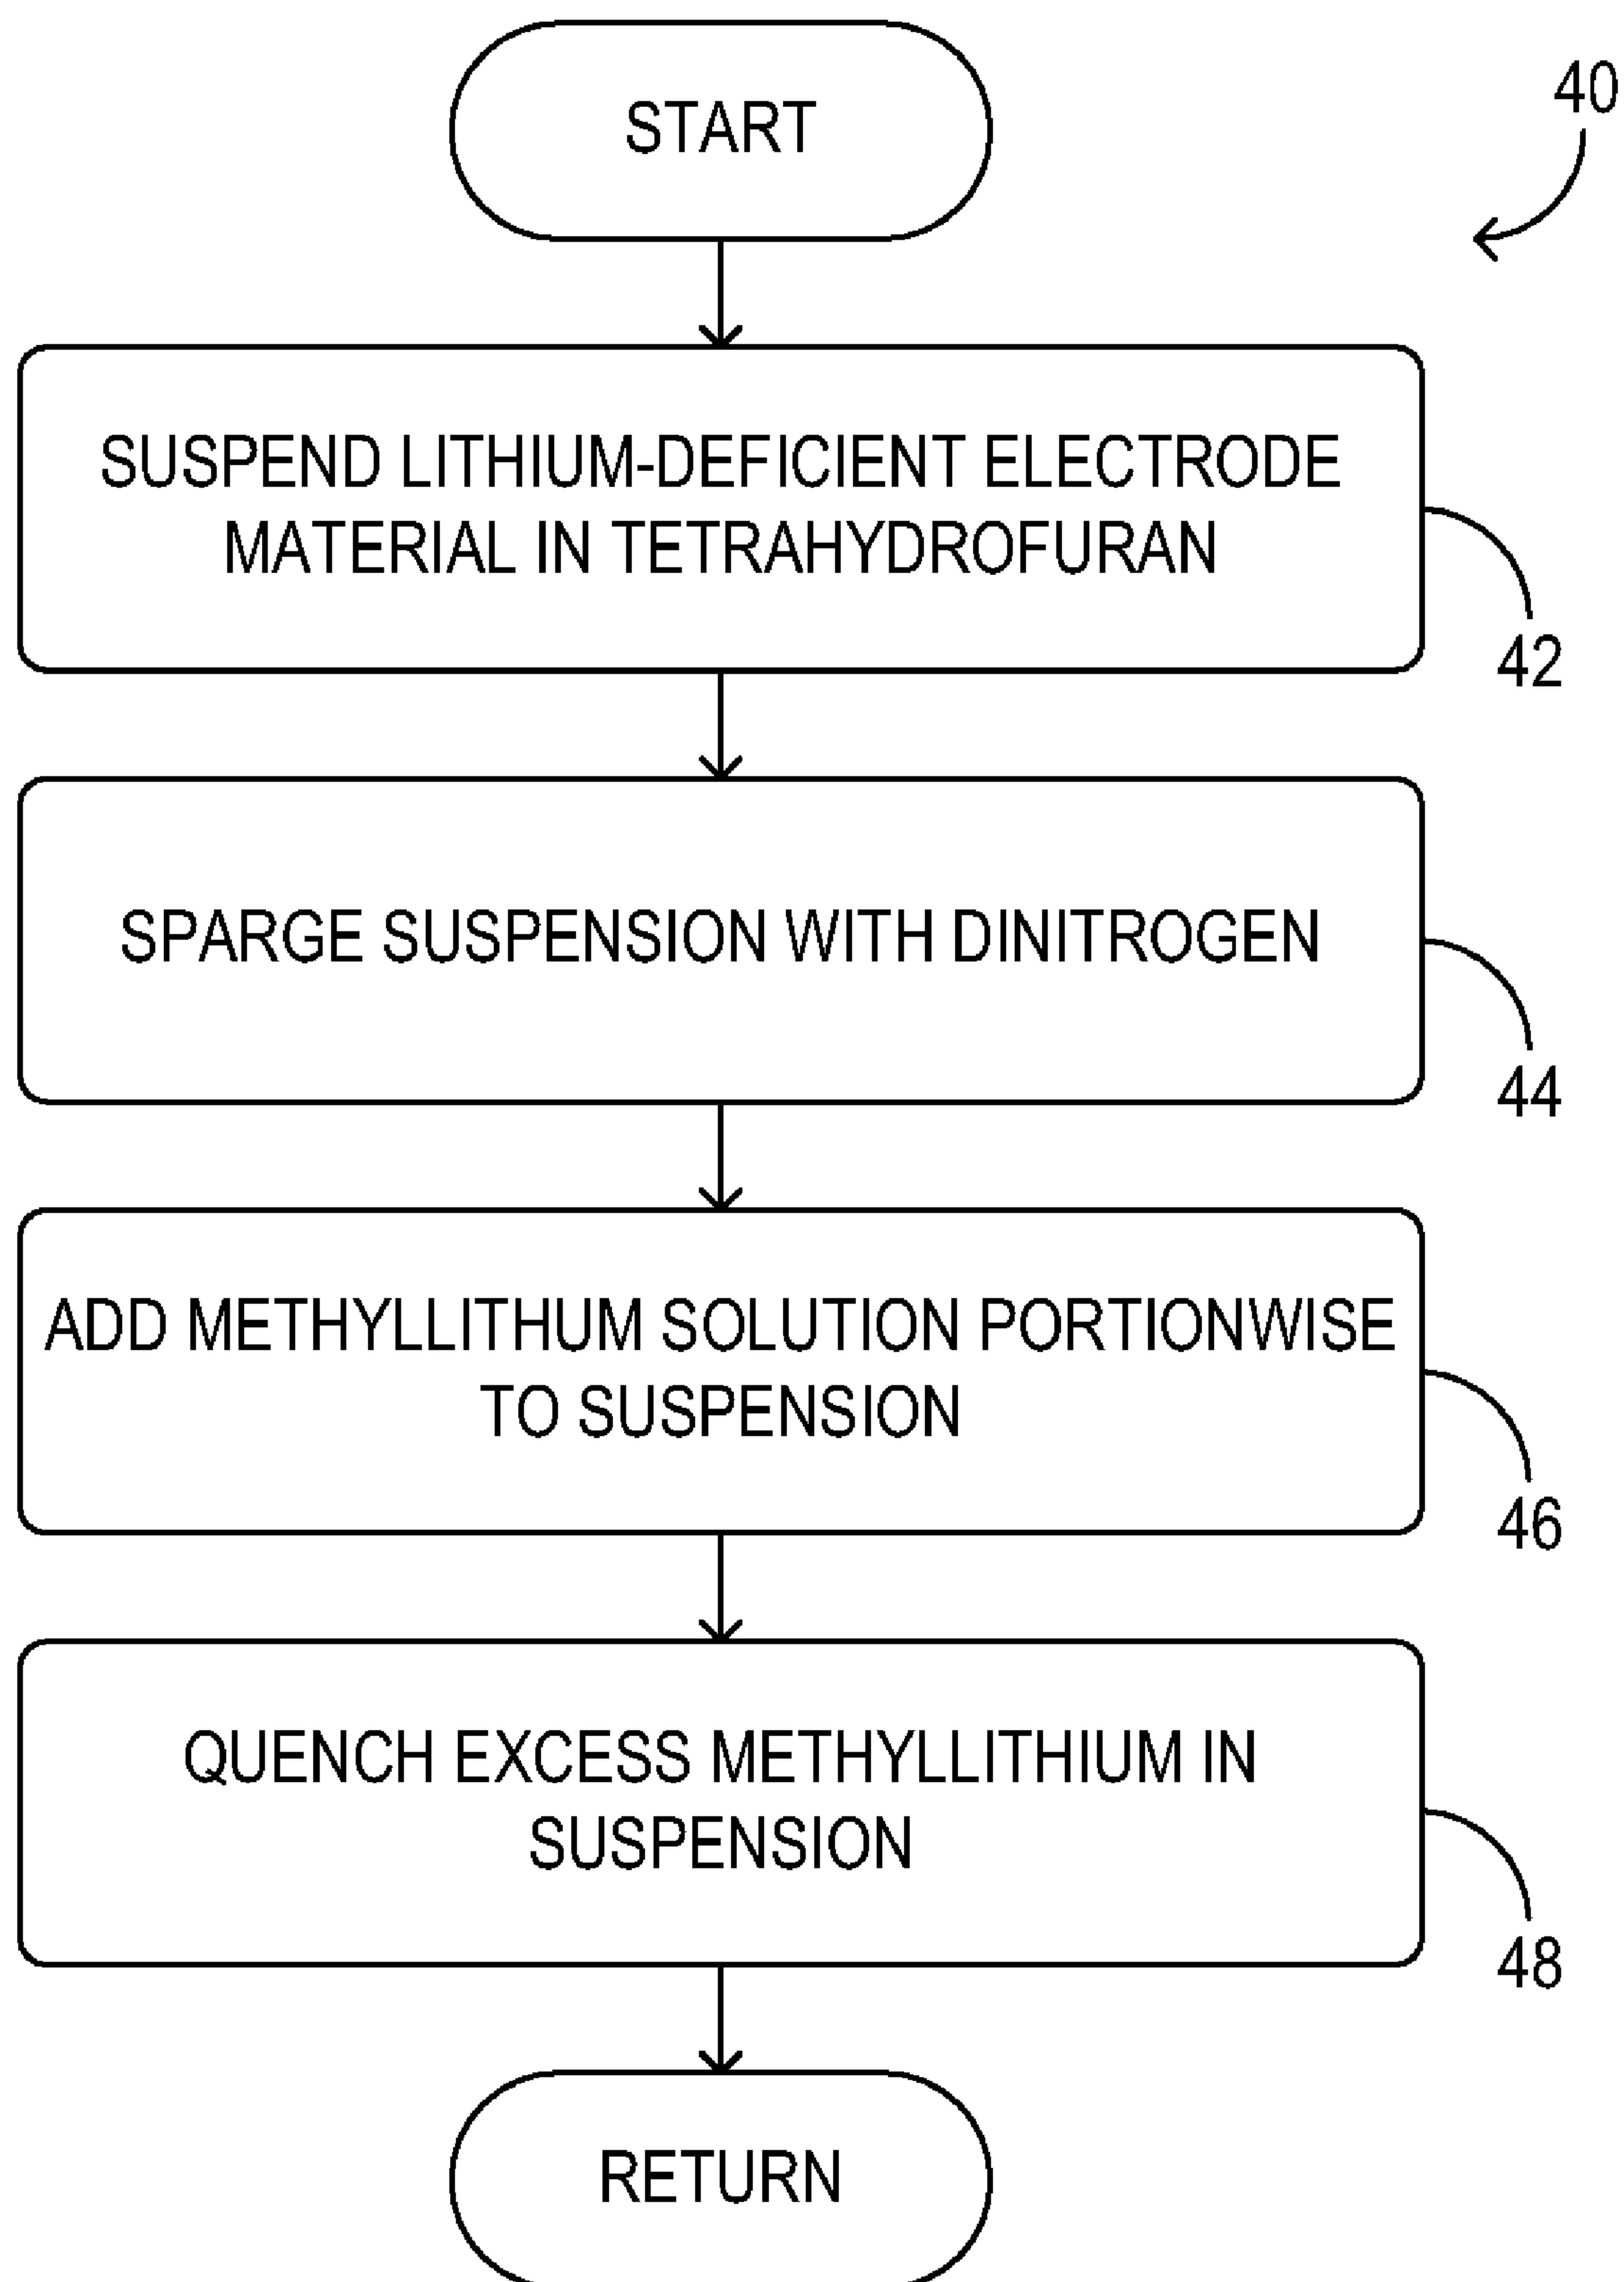 START
40
SUSPEND LITHIUM-DEFICIENT ELECTRODE
MATERIAL IN TETRAHYDROFURAN
42
SPARGE SUSPENSION WITH DINITROGEN
44
ADD METHYLLITHUM SOLUTION PORTIONWISE
TO SUSPENSION
46
QUENCH EXCESS METHYLLITHIUM IN
SUSPENSION
48
RETURN